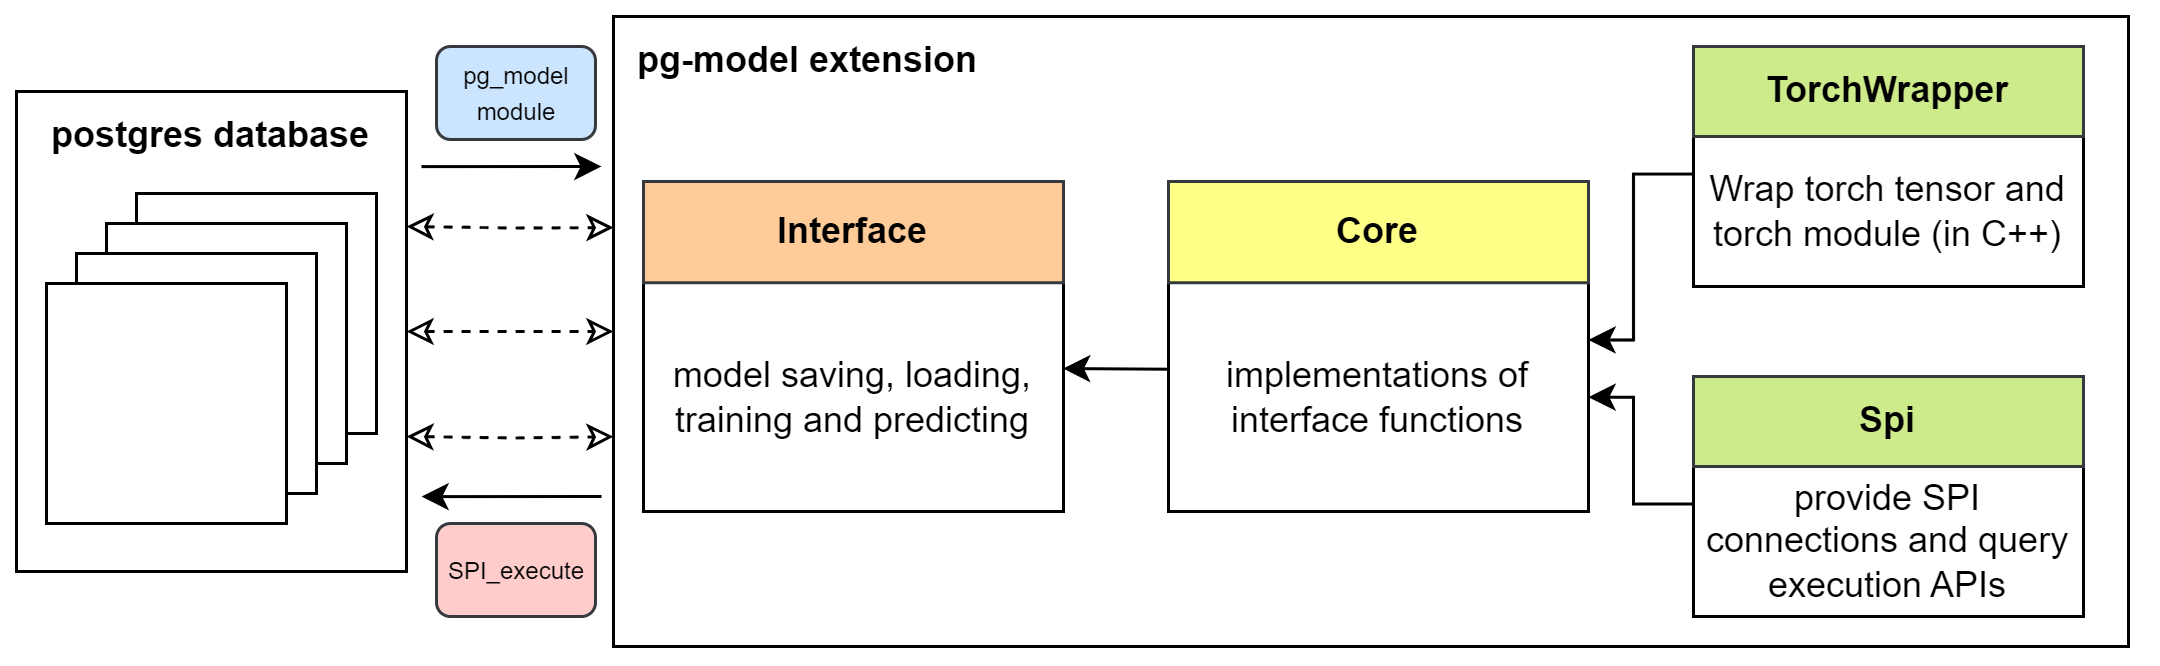 postgres database
pg_model
module
SPI_execute
pg-model extension
Interface
model saving, loading,
training and predicting
Core
implementations of
interface functions
TorchWrapper
Wrap torch tensor and
torch module (in C++)
Spi
provide SPI
connections and query
execution APIs